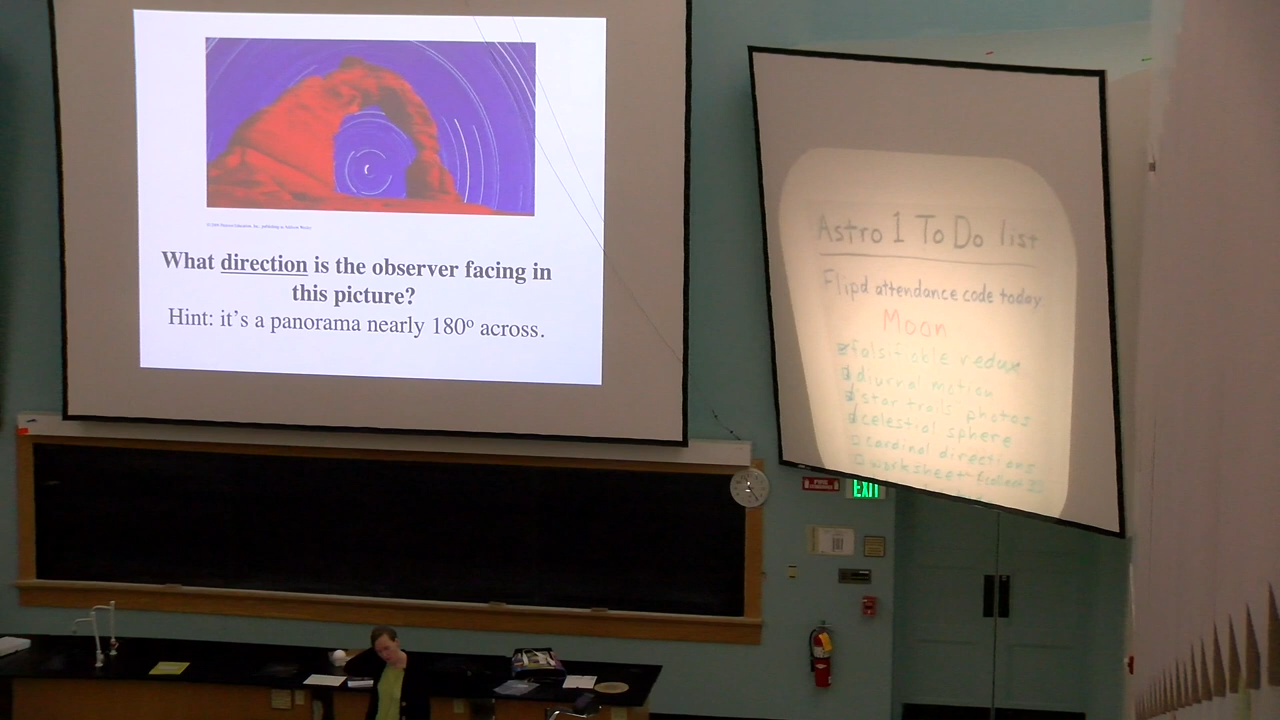 What direction is the observer facing in
this picture?
Hint: it's a panorama nearly 180º across.
Astro 1 To Do list
Flipd attendance code today:
Moon
falsifiable redux
diurnal motion
star trails photos
celestial sphere
cardinal directions
worksheet (collect
EXIT